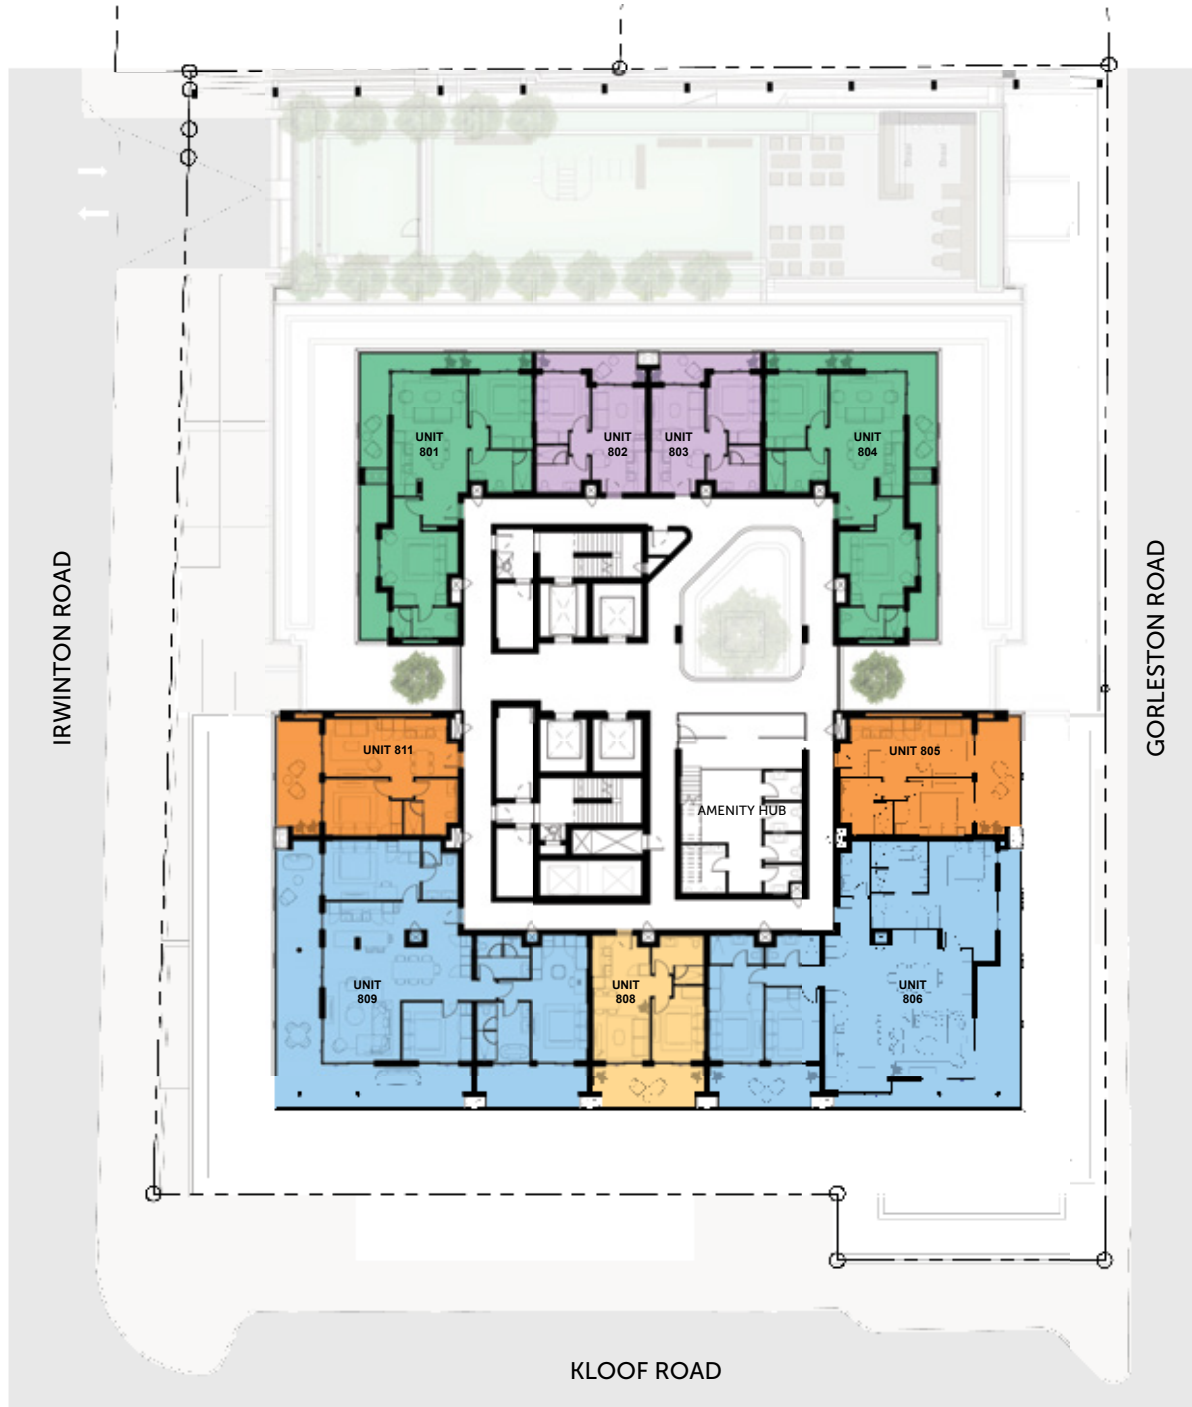 UNIT
801
UNIT
802
UNIT
803
UNIT
804
IRWINTON ROAD
GORLESTON ROAD
UNIT 811
UNIT 805
AMENITY HUB
UNIT
809
UNIT
808
UNIT
806
KLOOF ROAD